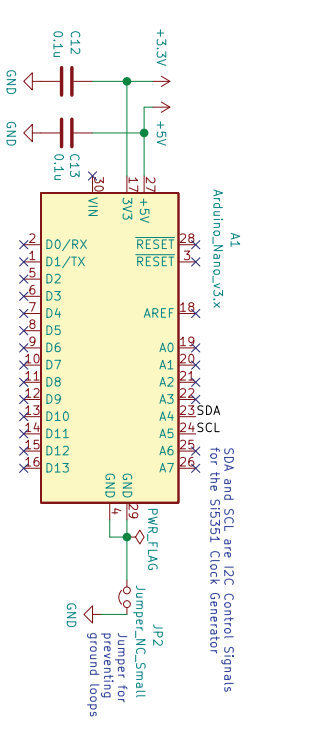 C12
0.1u
GND
+3.3V
+5V
C13
0.1u
GND
A1
Arduino_Nano_v3.x
30
VIN
17
3V3
27
+5V
2 D0/RX
1 D1/TX
5 D2
6 D3
7 D4
8 D5
9 D6
10 D7
11 D8
12 D9
13 D10
14 D11
15 D12
16 D13
RESET 28
RESET 3
AREF 18
A0 19
A1 20
A2 21
A3 22
A4 23 SDA
A5 24 SCL
A6 25
A7 26
SDA and SCL are I2C Control Signals
for the Si5351 Clock Generator
GND
4
GND
29
PWR_FLAG
JP2
Jumper_NC_Small
GND
Jumper for
preventing
ground loops